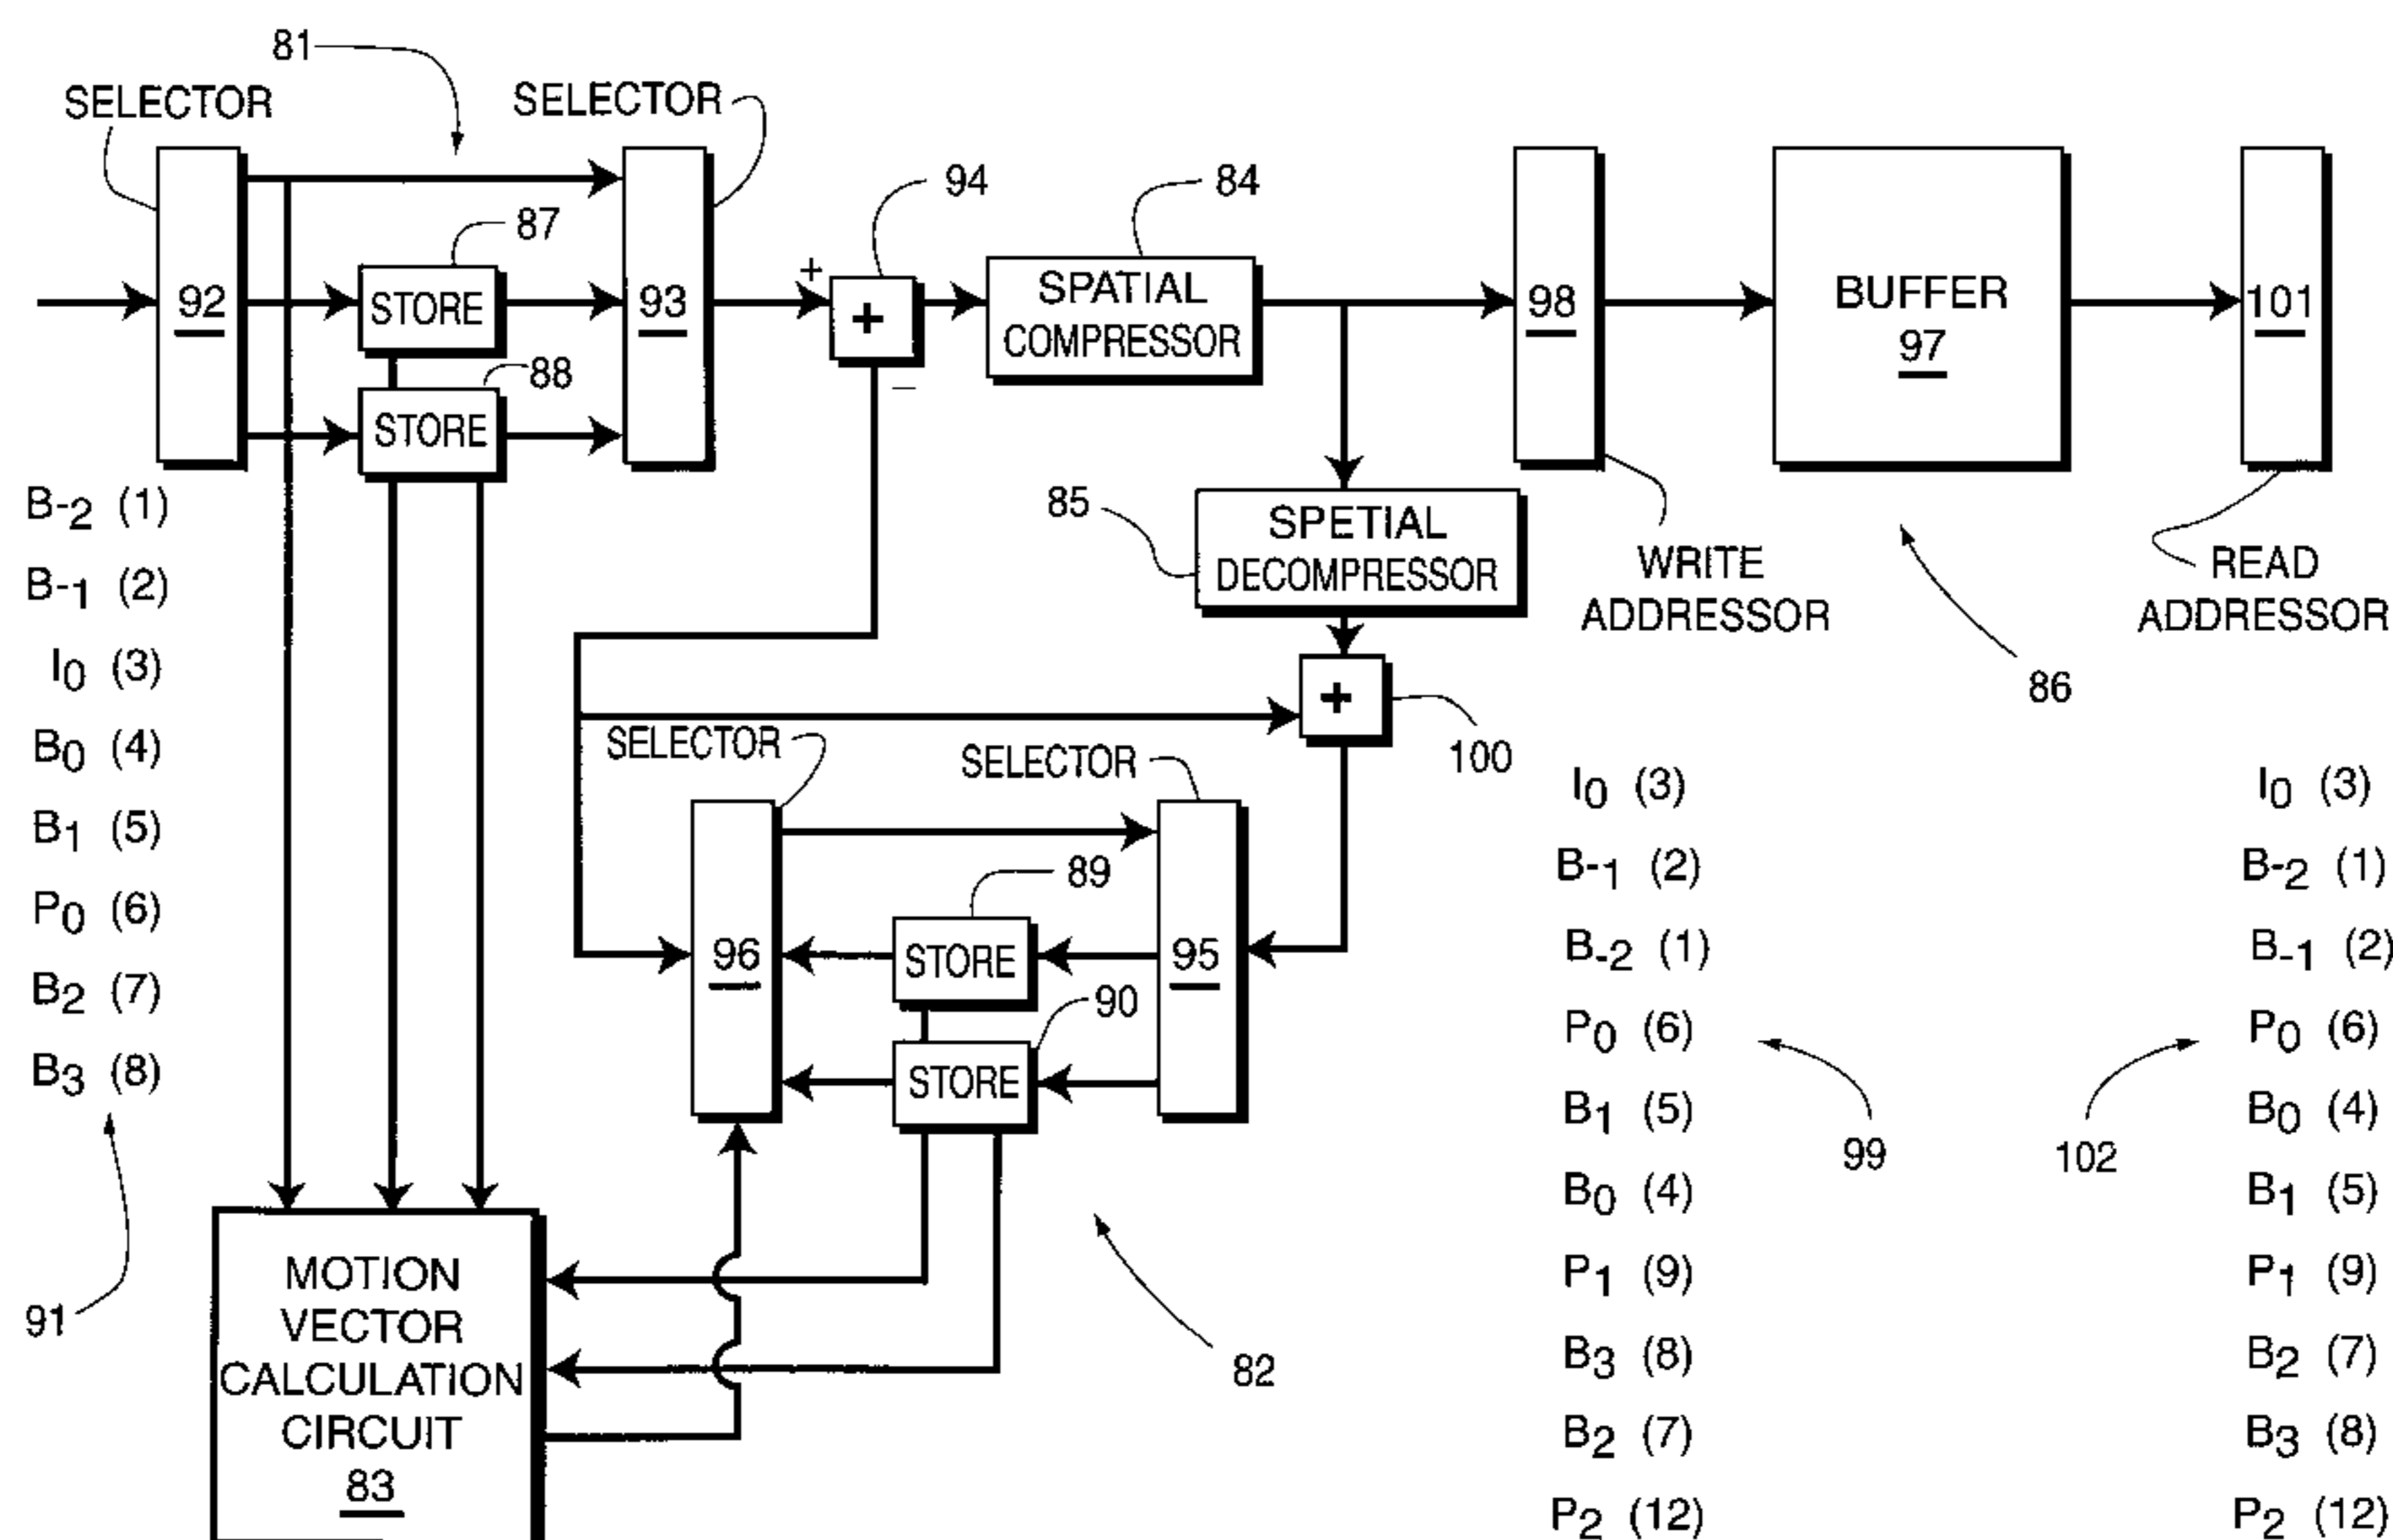 81
SELECTOR
SELECTOR
94
84
87
+
92
STORE
93
+
SPATIAL
COMPRESSOR
98
BUFFER
97
101
88
–
STORE
B-2 (1)
B-1 (2)
I0 (3)
B0 (4)
B1 (5)
P0 (6)
B2 (7)
B3 (8)
91
85
SPETIAL
DECOMPRESSOR
WRITE
ADDRESSOR
READ
ADDRESSOR
86
+
100
SELECTOR
SELECTOR
89
96
STORE
95
90
STORE
82
MOTION
VECTOR
CALCULATION
CIRCUIT
83
I0 (3)
B-1 (2)
B-2 (1)
P0 (6)
B1 (5)
B0 (4)
P1 (9)
B3 (8)
B2 (7)
P2 (12)
99
102
I0 (3)
B-2 (1)
B-1 (2)
P0 (6)
B0 (4)
B1 (5)
P1 (9)
B2 (7)
B3 (8)
P2 (12)